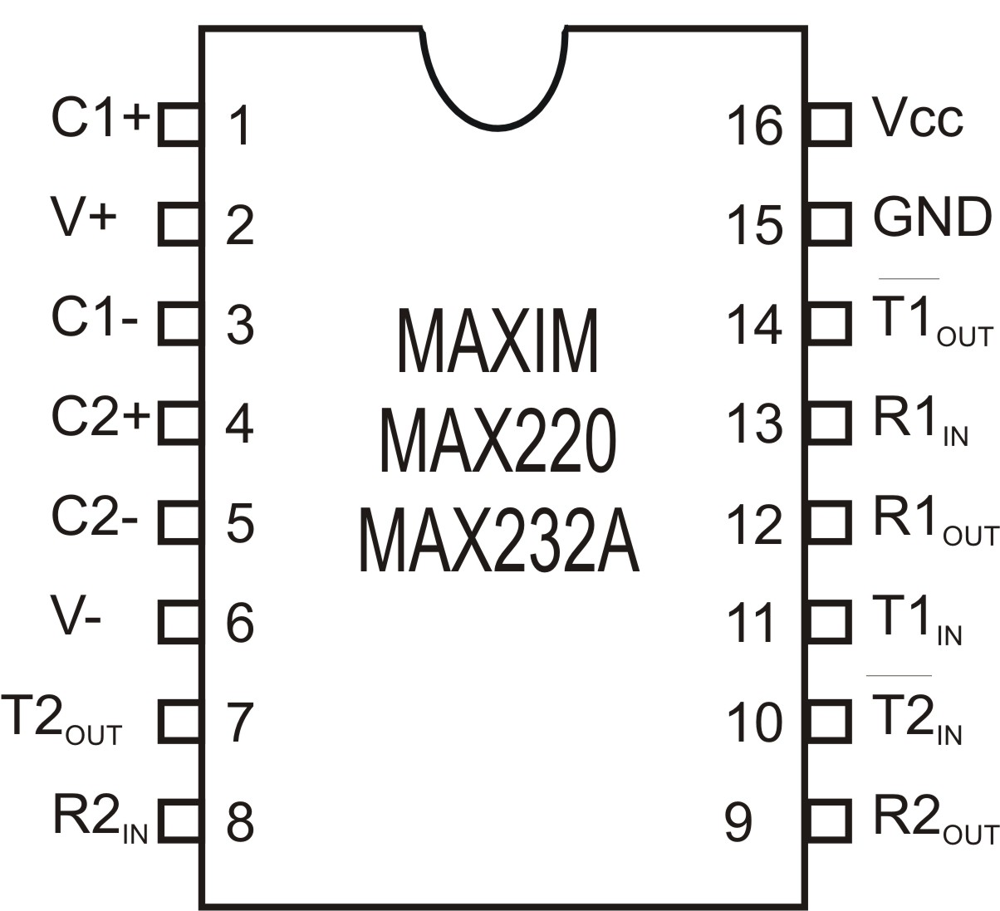 C1+ 1 16 Vcc
V+ 2 15 GND
C1- 3 14 T1OUT
MAXIM
C2+ 4 13 R1IN
MAX220
C2- 5 12 R1OUT
MAX232A
V- 6 11 T1IN
T2OUT 7 10 T2IN
R2IN 8 9 R2OUT